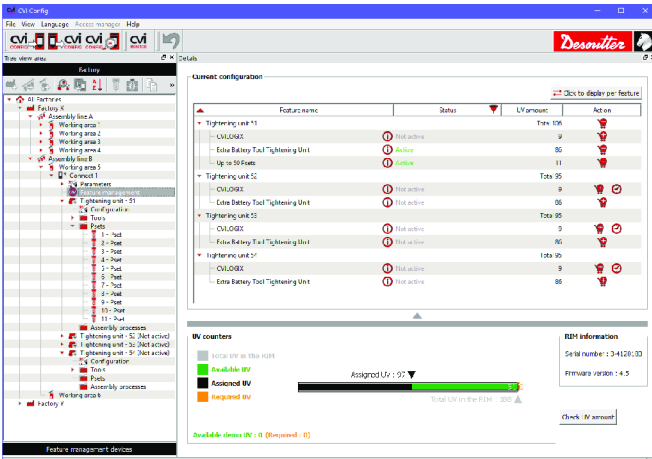 CVI Config
File View Language Access manager Help
CVI CONFIG CVI CVI CONFIG CVI MONITOR
Desoutter
Tree view area
Details
Factory
All Factories
Factory X
Assembly line A
Working area 1
Working area 2
Working area 3
Working area 4
Assembly line B
Working area 5
Connect 1
Parameters
Feature management
Tightening unit - 51
Configuration
Tools
Psets
1 - Pset
2 - Pset
3 - Pset
4 - Pset
5 - Pset
6 - Pset
7 - Pset
8 - Pset
9 - Pset
10 - Pset
11 - Pset
Assembly processes
Tightening unit - 52 (Not active)
Tightening unit - 53 (Not active)
Tightening unit - 54 (Not active)
Configuration
Tools
Psets
Assembly processes
Working area 6
Factory Y
Feature management devices
Current configuration
Click to display per feature
Feature name Status UV amount Action
Tightening unit 51 Total 106
CVILOGIX Not active 9
Extra Battery Tool Tightening Unit Active 86
Up to 50 Psets Active 11
Tightening unit 52 Total 95
CVILOGIX Not active 9
Extra Battery Tool Tightening Unit Not active 86
Tightening unit 53 Total 95
CVILOGIX Not active 9
Extra Battery Tool Tightening Unit Not active 86
Tightening unit 54 Total 95
CVILOGIX Not active 9
Extra Battery Tool Tightening Unit Not active 86
UV counters
Total UV in the RIM
Available UV
Assigned UV
Required UV
Assigned UV : 97
Total UV in the RIM :
Available demo UV : 0 (Required : 0)
RIM information
Serial number :
Firmware version : 4.5
Check UV amount